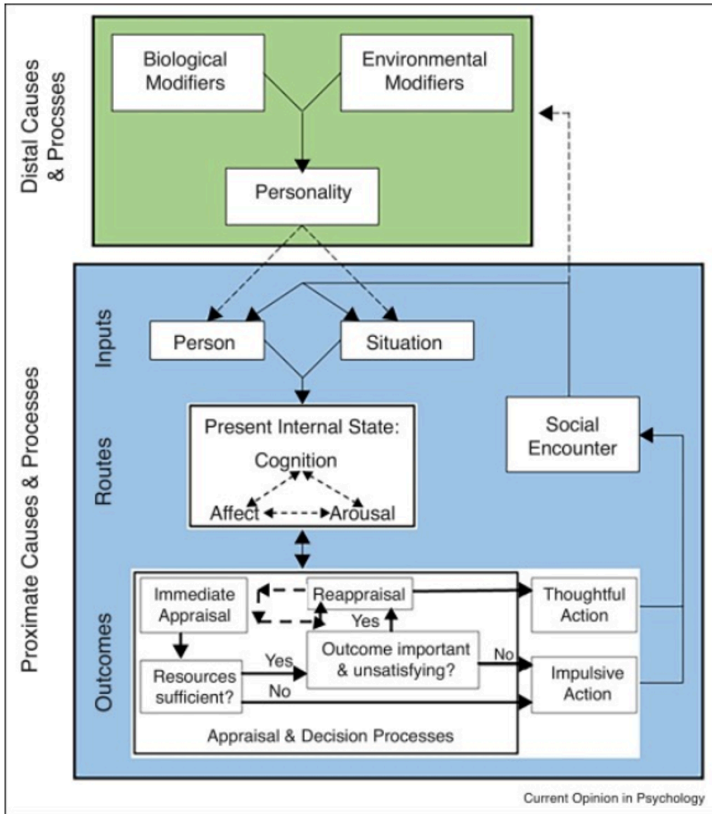 Distal Causes
& Procsses
Biological
Modifiers
Environmental
Modifiers
Personality
Proximate Causes & Processes
Inputs
Person
Situation
Routes
Present Internal State:
Cognition
Affect
Arousal
Social
Encounter
Outcomes
Immediate
Appraisal
Reappraisal
Thoughtful
Action
Yes
Resources
sufficient?
Yes
No
Outcome important
& unsatisfying?
No
Impulsive
Action
Appraisal & Decision Processes
Current Opinion in Psychology